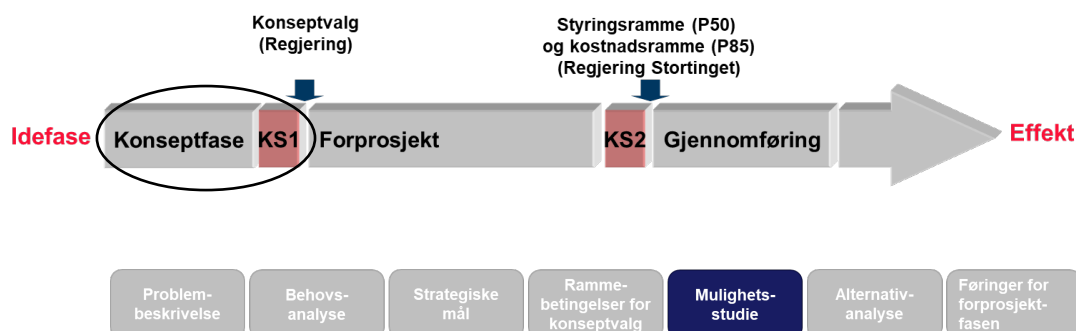 Konseptvalg
(Regjering)
Styringsramme (P50)
og kostnadsramme (P85)
(Regjering Stortinget)
Idefase
Konseptfase
KS1
Forprosjekt
KS2
Gjennomføring
Effekt
Problem-
beskrivelse
Behovs-
analyse
Strategiske
mål
Ramme-
betingelser for
konseptvalg
Mulighets-
studie
Alternativ-
analyse
Føringer for
forprosjekt-
fasen